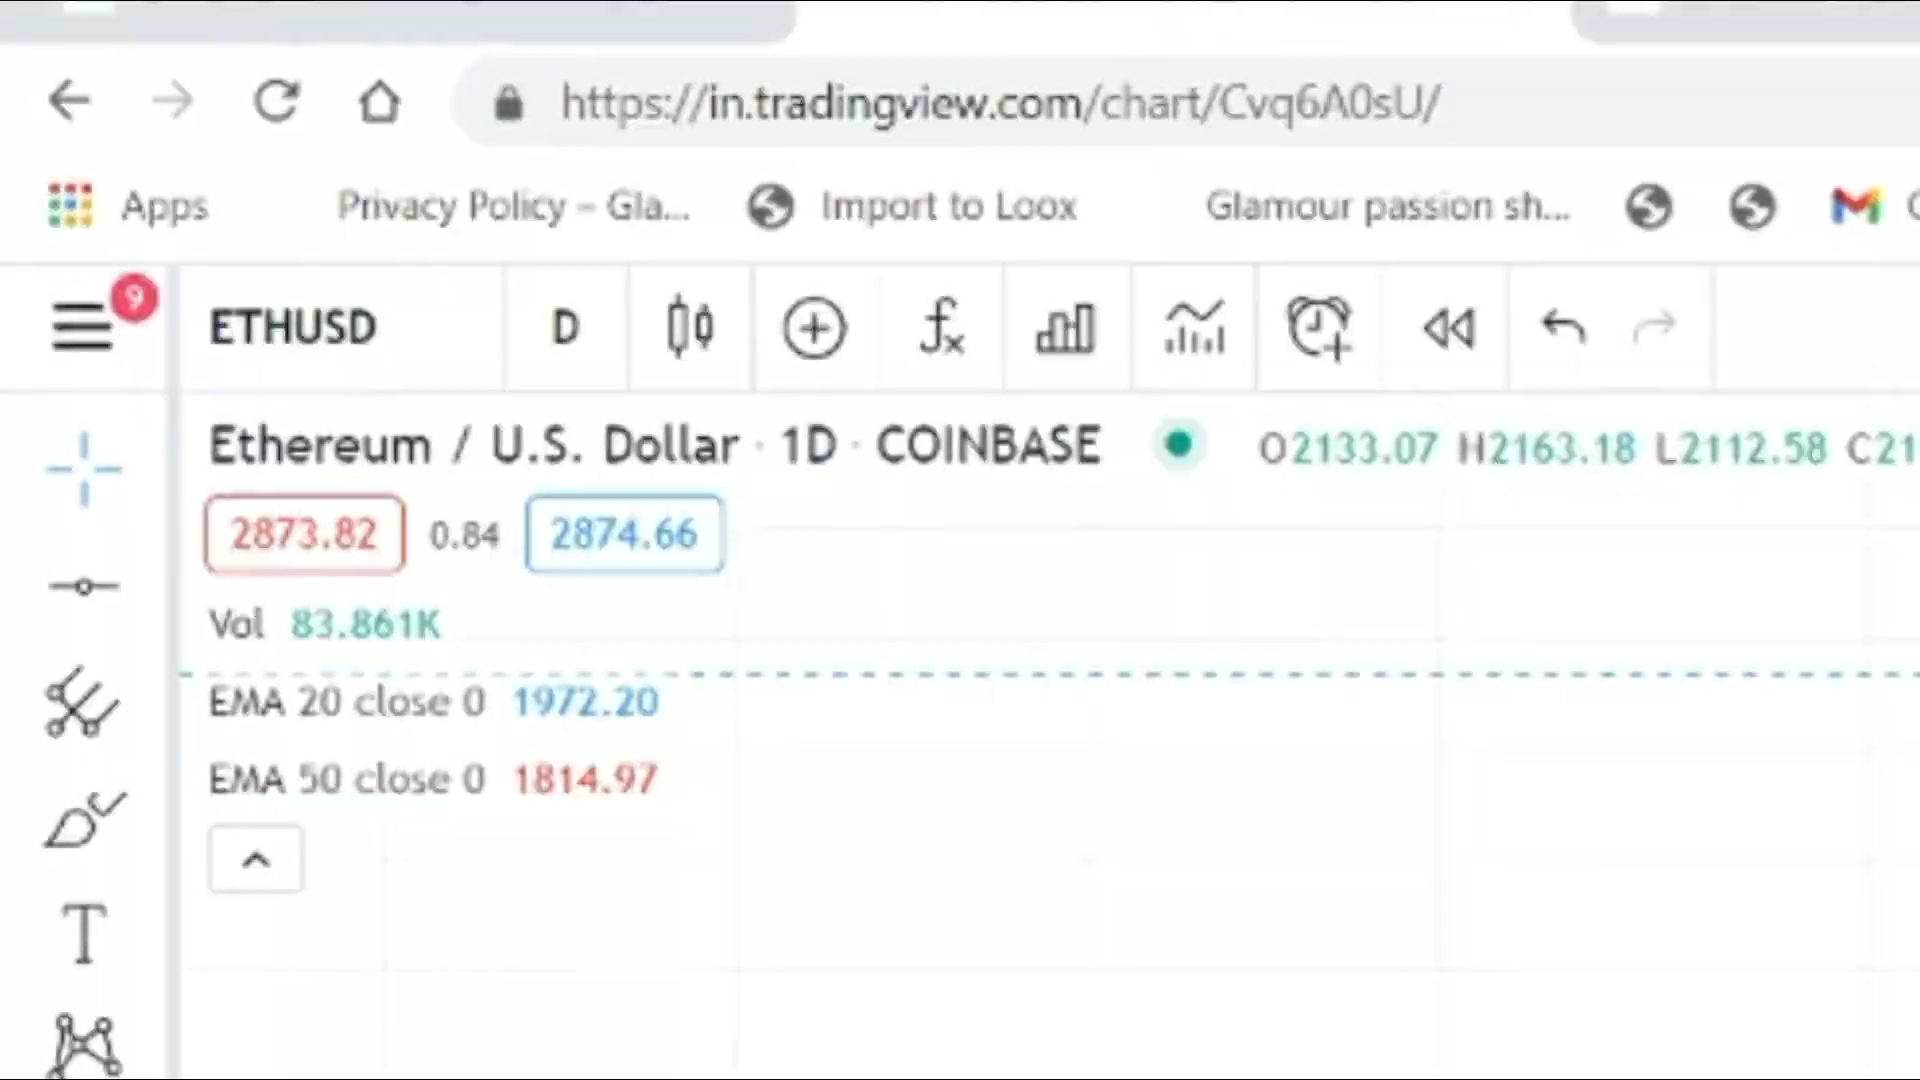 https://in.tradingview.com/chart/Cvq6A0sU/
Apps Privacy Policy – Gla... Import to Loox Glamour passion sh...
9 ETHUSD D
Ethereum / U.S. Dollar · 1D · COINBASE O2133.07 H2163.18 L2112.58 C21
2873.82 0.84 2874.66
Vol 83.861K
EMA 20 close 0 1972.20
EMA 50 close 0 1814.97